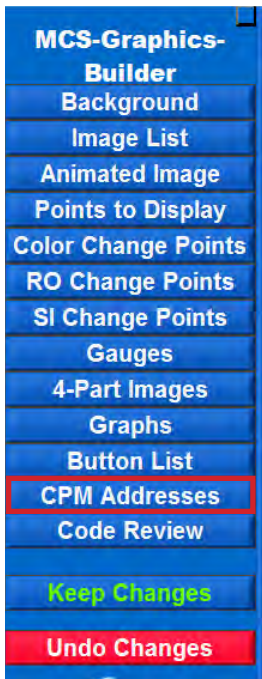 MCS-Graphics-
Builder
Background
Image List
Animated Image
Points to Display
Color Change Points
RO Change Points
SI Change Points
Gauges
4-Part Images
Graphs
Button List
CPM Addresses
Code Review
Keep Changes
Undo Changes